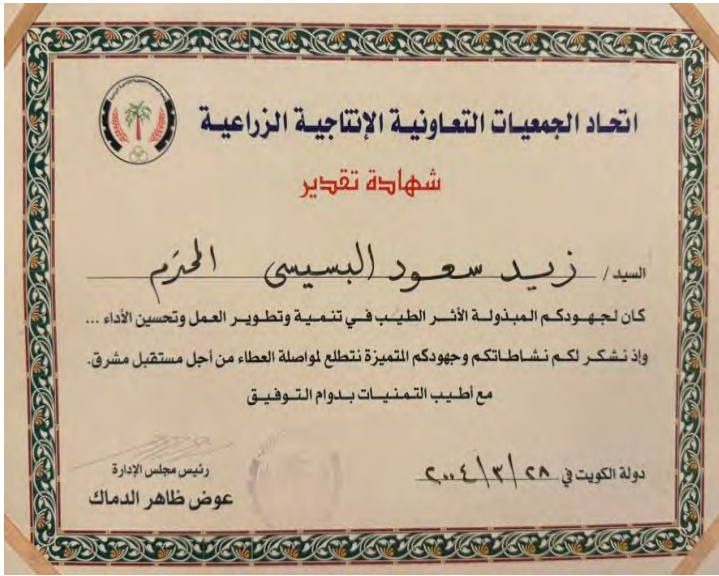 اتحاد الجمعيات التعاونية الإنتاجية الزراعية
شهادة تقدير
السيد / زيد سعود البسيسي المحترم
كان لجهودكم المبذولة الأثر الطيب في تنمية وتطوير العمل وتحسين الأداء ...
وإذ نشكر لكم نشاطاتكم وجهودكم المتميزة نتطلع لمواصلة العطاء من أجل مستقبل مشرق.
مع أطيب التمنيات بدوام التوفيق
دولة الكويت في ٢٨/٣/٢٠٠٤
رئيس مجلس الإدارة
عوض ظاهر الدماك